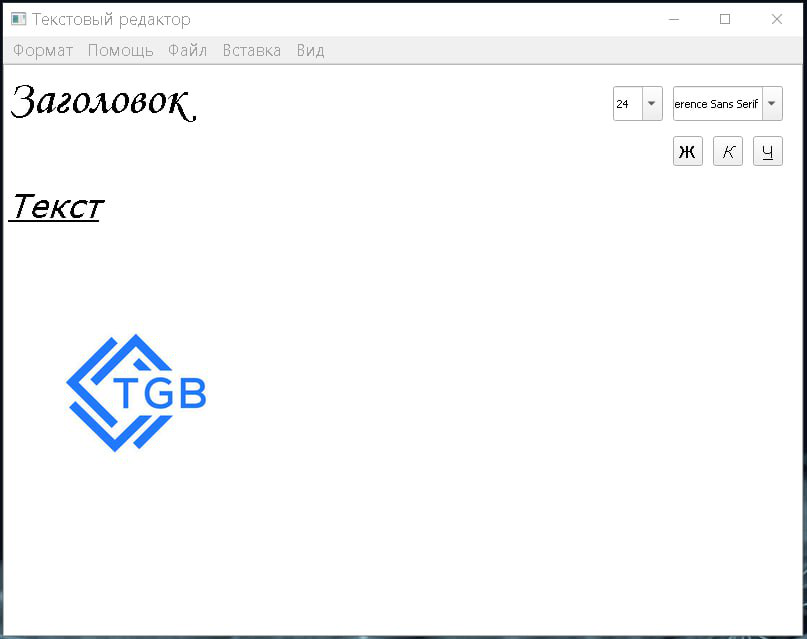 Текстовый редактор
Формат Помощь Файл Вставка Вид
Заголовок
24 erence Sans Serif
Ж К Ч
Текст
TGB